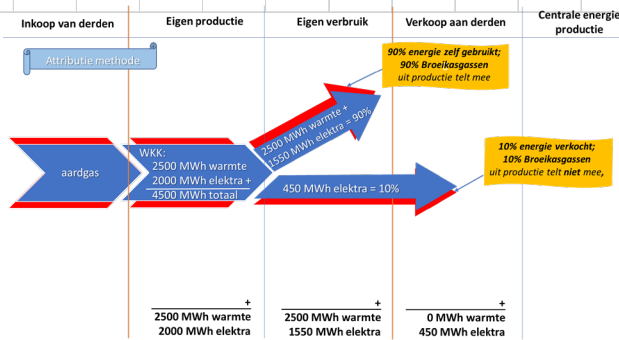 Inkoop van derden
Eigen productie
Eigen verbruik
Verkoop aan derden
Centrale energie
productie
Attributie methode
90% energie zelf gebruikt;
90% Broeikasgassen
uit productie telt mee
2500 MWh warmte +
1550 MWh elektra = 90%
aardgas
WKK:
2500 MWh warmte
2000 MWh elektra +
4500 MWh totaal
450 MWh elektra = 10%
10% energie verkocht;
10% Broeikasgassen
uit productie telt niet mee,
+
2500 MWh warmte
2000 MWh elektra
+
2500 MWh warmte
1550 MWh elektra
+
0 MWh warmte
450 MWh elektra